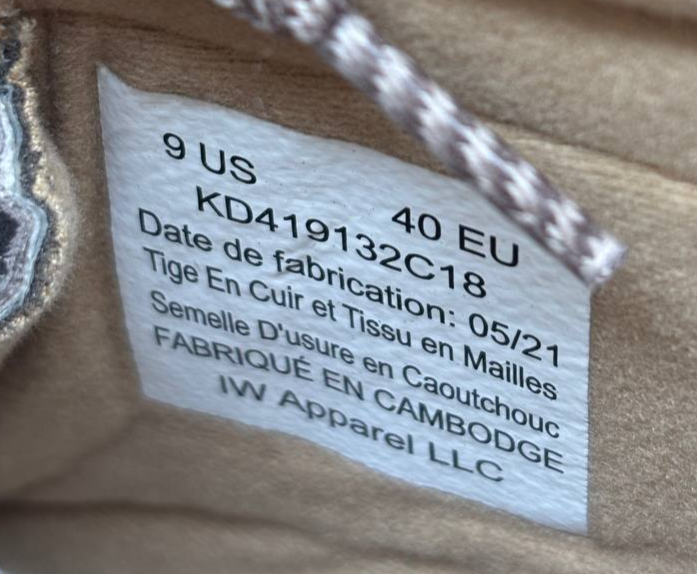 9 US 40 EU
KD419132C18
Date de fabrication: 05/21
Tige En Cuir et Tissu en Mailles
Semelle D'usure en Caoutchouc
FABRIQUÉ EN CAMBODGE
IW Apparel LLC